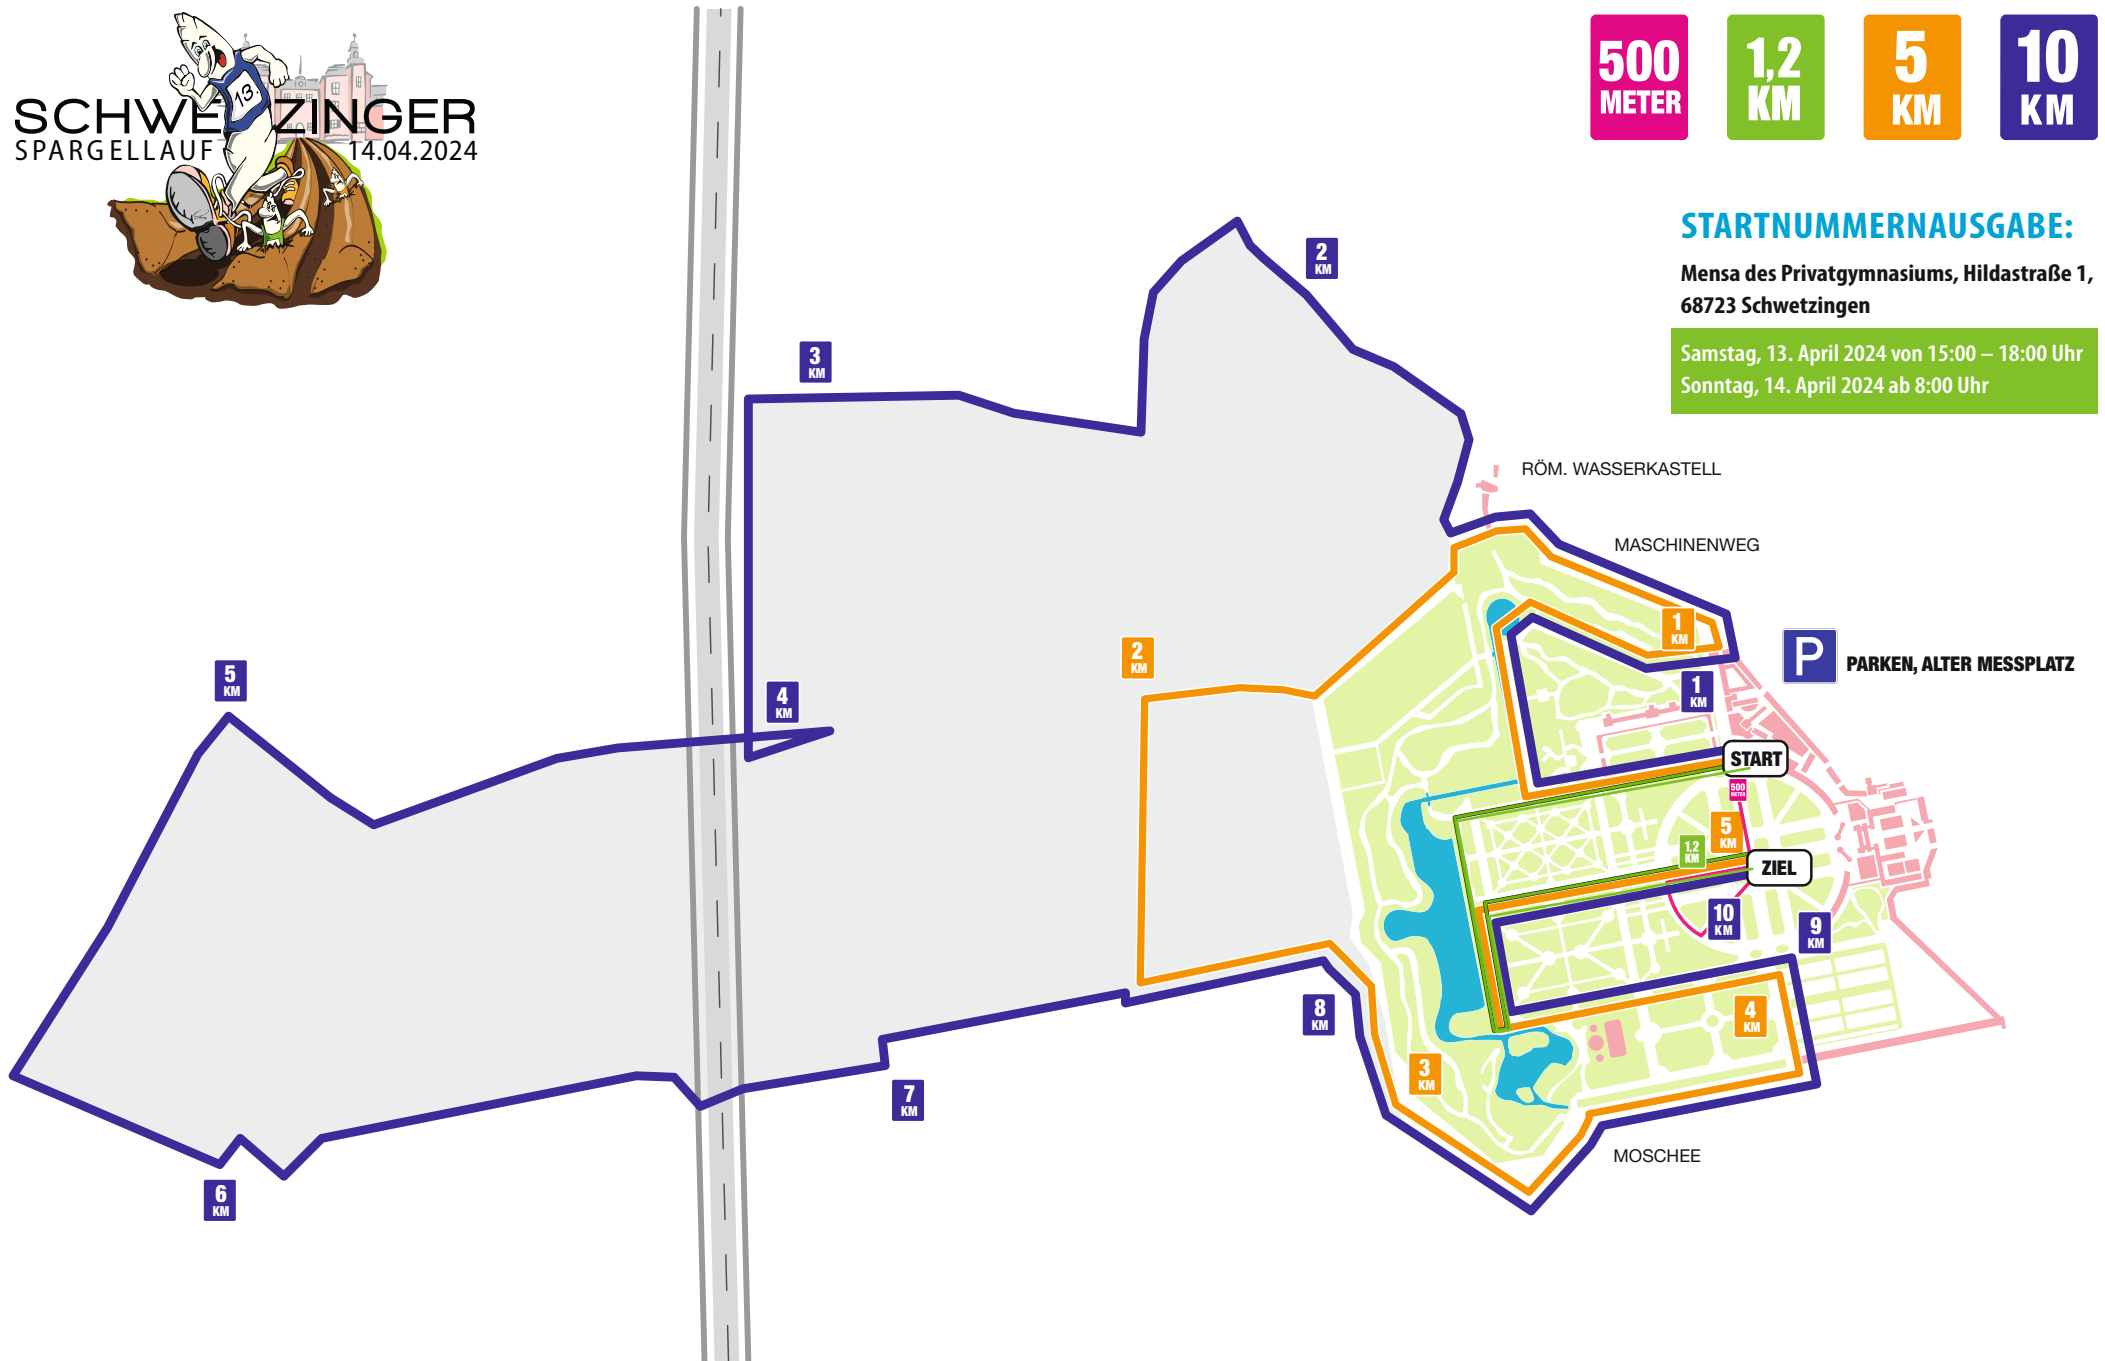 13.
SCHWETZINGER
SPARGELLAUF 14.04.2024
500
METER
1,2
KM
5
KM
10
KM
STARTNUMMERNAUSGABE:
Mensa des Privatgymnasiums, Hildastraße 1,
68723 Schwetzingen
Samstag, 13. April 2024 von 15:00 – 18:00 Uhr
Sonntag, 14. April 2024 ab 8:00 Uhr
2
KM
3
KM
RÖM. WASSERKASTELL
MASCHINENWEG
1
KM
2
KM
P
PARKEN, ALTER MESSPLATZ
5
KM
4
KM
1
KM
START
500
METER
5
KM
1,2
KM
ZIEL
10
KM
9
KM
8
KM
4
KM
3
KM
7
KM
MOSCHEE
6
KM